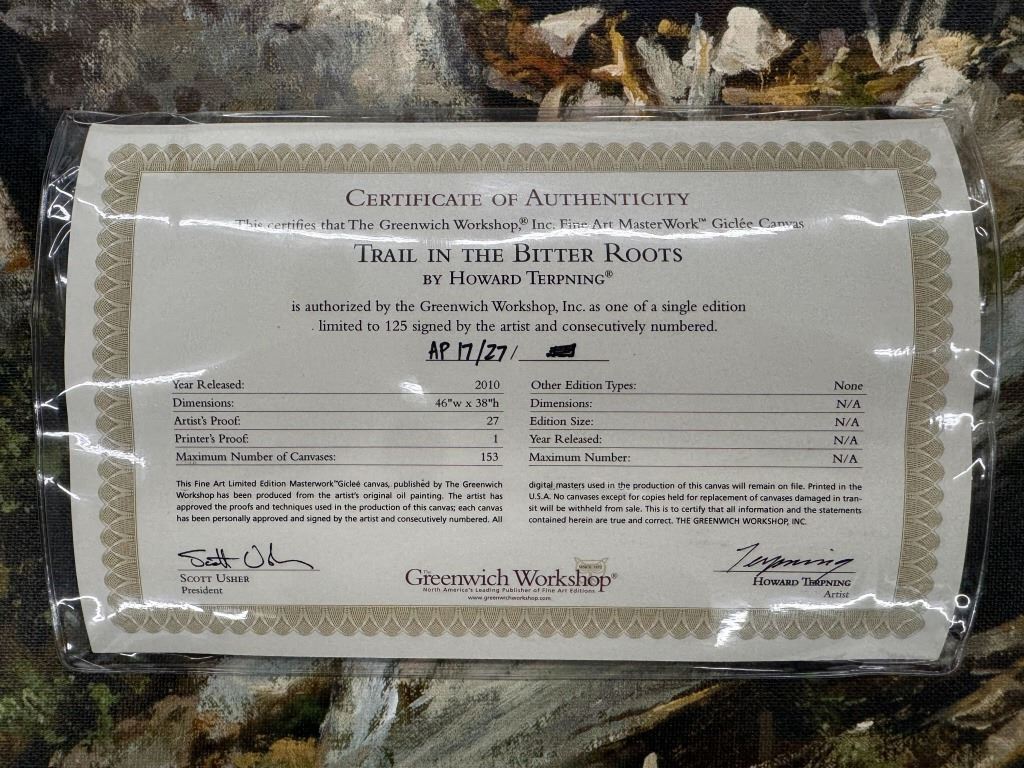 CERTIFICATE OF AUTHENTICITY
This certifies that The Greenwich Workshop,® Inc. Fine Art MasterWork™ Giclée Canvas
TRAIL IN THE BITTER ROOTS
BY HOWARD TERPNING®
is authorized by the Greenwich Workshop, Inc. as one of a single edition
limited to 125 signed by the artist and consecutively numbered.
AP 17/27 /
Year Released: 2010
Dimensions: 46"w x 38"h
Artist's Proof: 27
Printer's Proof: 1
Maximum Number of Canvases: 153
Other Edition Types: None
Dimensions: N/A
Edition Size: N/A
Year Released: N/A
Maximum Number: N/A
This Fine Art Limited Edition Masterwork™Giclée canvas, published by The Greenwich
Workshop has been produced from the artist's original oil painting. The artist has
approved the proofs and techniques used in the production of this canvas; each canvas
has been personally approved and signed by the artist and consecutively numbered. All
digital masters used in the production of this canvas will remain on file. Printed in the
U.S.A. No canvases except for copies held for replacement of canvases damaged in tran-
sit will be withheld from sale. This is to certify that all information and the statements
contained herein are true and correct. THE GREENWICH WORKSHOP, INC.
Scott Usher
SCOTT USHER
President
SINCE 1972
The Greenwich Workshop®
North America's Leading Publisher of Fine Art Editions
www.greenwichworkshop.com
Terpning
HOWARD TERPNING
Artist